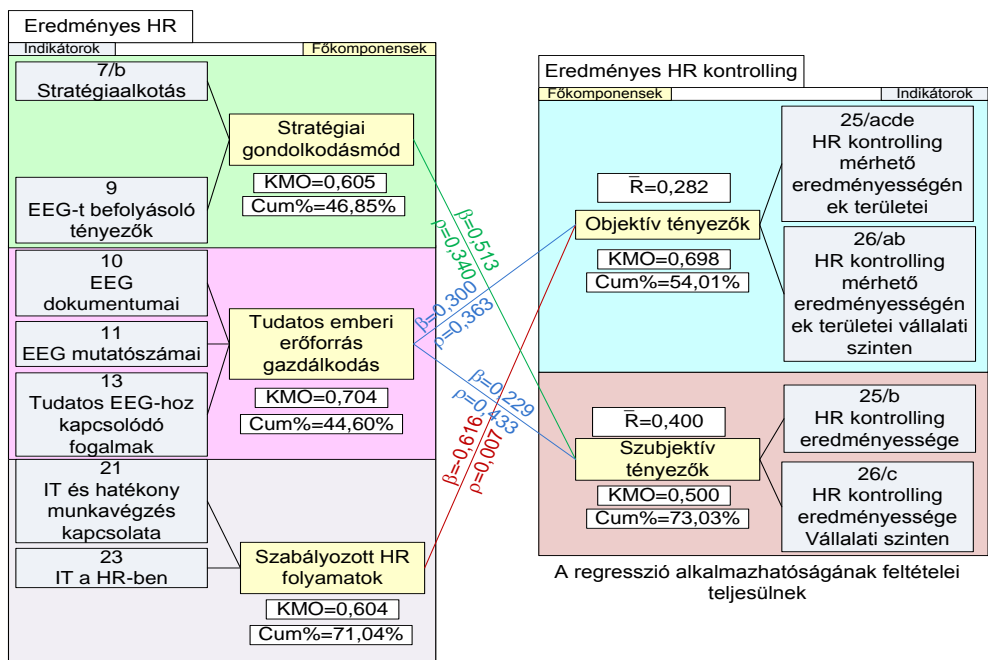 Eredményes HR
Indikátorok
Főkomponensek
7/b
Stratégiaalkotás
9
EEG-t befolyásoló
tényezők
Stratégiai
gondolkodásmód
KMO=0,605
Cum%=46,85%
10
EEG
dokumentumai
11
EEG mutatószámai
13
Tudatos EEG-hoz
kapcsolódó
fogalmak
Tudatos emberi
erőforrás
gazdálkodás
KMO=0,704
Cum%=44,60%
21
IT és hatékony
munkavégzés
kapcsolata
23
IT a HR-ben
Szabályozott HR
folyamatok
KMO=0,604
Cum%=71,04%
β=0,513
ρ=0,340
β=0,300
ρ=0,363
β=0,229
ρ=0,433
β=-0,616
ρ=0,007
Eredményes HR kontrolling
Főkomponensek
Indikátorok
R̅=0,282
Objektív tényezők
KMO=0,698
Cum%=54,01%
25/acde
HR kontrolling
mérhető
eredményességén
ek területei
26/ab
HR kontrolling
mérhető
eredményességén
ek területei vállalati
szinten
R̅=0,400
Szubjektív
tényezők
KMO=0,500
Cum%=73,03%
25/b
HR kontrolling
eredményessége
26/c
HR kontrolling
eredményessége
Vállalati szinten
A regresszió alkalmazhatóságának feltételei
teljesülnek